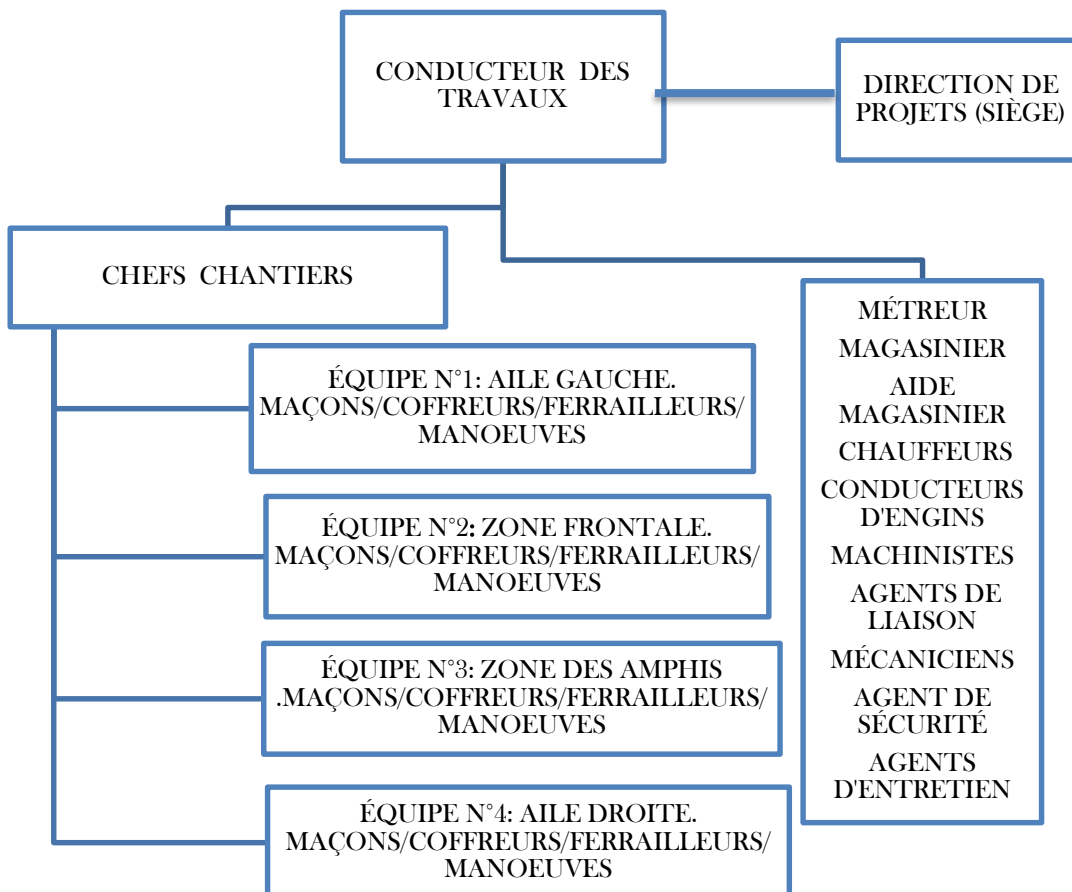 CONDUCTEUR DES
TRAVAUX
DIRECTION DE
PROJETS (SIÈGE)
CHEFS CHANTIERS
ÉQUIPE N°1: AILE GAUCHE.
MAÇONS/COFFREURS/FERRAILLEURS/
MANOEUVES
ÉQUIPE N°2: ZONE FRONTALE.
MAÇONS/COFFREURS/FERRAILLEURS/
MANOEUVES
ÉQUIPE N°3: ZONE DES AMPHIS
.MAÇONS/COFFREURS/FERRAILLEURS/
MANOEUVES
ÉQUIPE N°4: AILE DROITE.
MAÇONS/COFFREURS/FERRAILLEURS/
MANOEUVES
MÉTREUR
MAGASINIER
AIDE
MAGASINIER
CHAUFFEURS
CONDUCTEURS
D'ENGINS
MACHINISTES
AGENTS DE
LIAISON
MÉCANICIENS
AGENT DE
SÉCURITÉ
AGENTS
D'ENTRETIEN